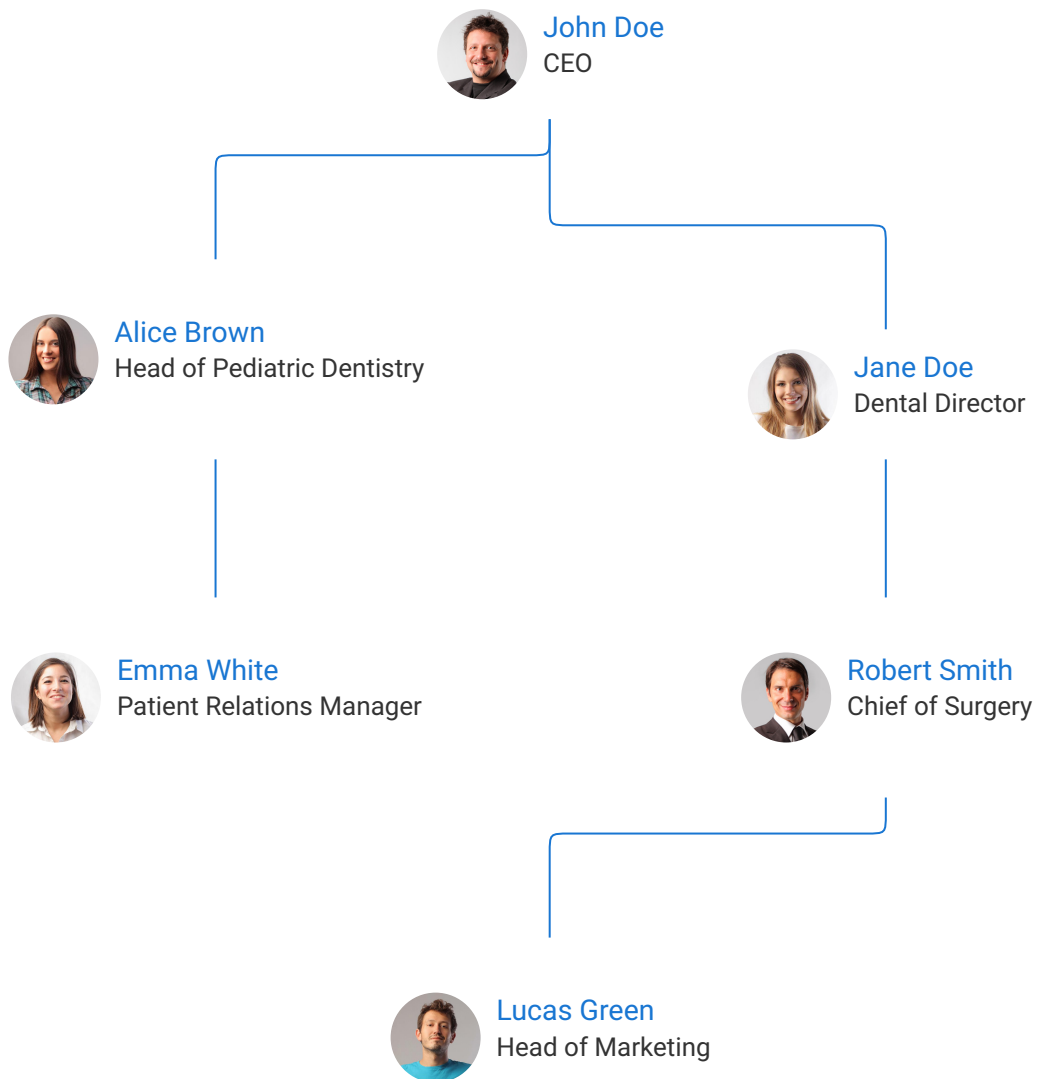 John Doe
CEO
Alice Brown
Head of Pediatric Dentistry
Jane Doe
Dental Director
Emma White
Patient Relations Manager
Robert Smith
Chief of Surgery
Lucas Green
Head of Marketing